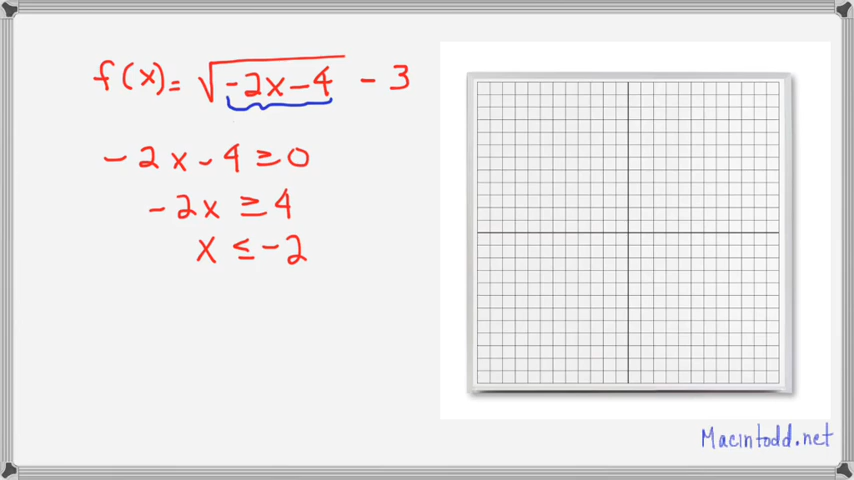 f(x) = √-2x-4 - 3
-2x-4 ≥ 0
-2x ≥ 4
x ≤ -2
Macintodd.net